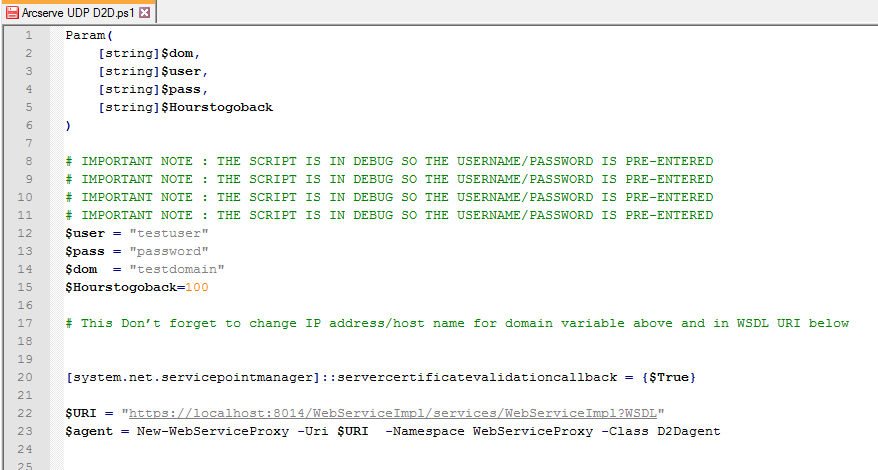 Arcserve UDP D2D.ps1
1 Param(
2 [string]$dom,
3 [string]$user,
4 [string]$pass,
5 [string]$Hourstogoback
6 )
7
8 # IMPORTANT NOTE : THE SCRIPT IS IN DEBUG SO THE USERNAME/PASSWORD IS PRE-ENTERED
9 # IMPORTANT NOTE : THE SCRIPT IS IN DEBUG SO THE USERNAME/PASSWORD IS PRE-ENTERED
10 # IMPORTANT NOTE : THE SCRIPT IS IN DEBUG SO THE USERNAME/PASSWORD IS PRE-ENTERED
11 # IMPORTANT NOTE : THE SCRIPT IS IN DEBUG SO THE USERNAME/PASSWORD IS PRE-ENTERED
12 $user = "testuser"
13 $pass = "password"
14 $dom  = "testdomain"
15 $Hourstogoback=100
16
17 # This Don't forget to change IP address/host name for domain variable above and in WSDL URI below
18
19
20 [system.net.servicepointmanager]::servercertificatevalidationcallback = {$True}
21
22 $URI = "https://localhost:8014/WebServiceImpl/services/WebServiceImpl?WSDL"
23 $agent = New-WebServiceProxy -Uri $URI  -Namespace WebServiceProxy -Class D2Dagent
24
25